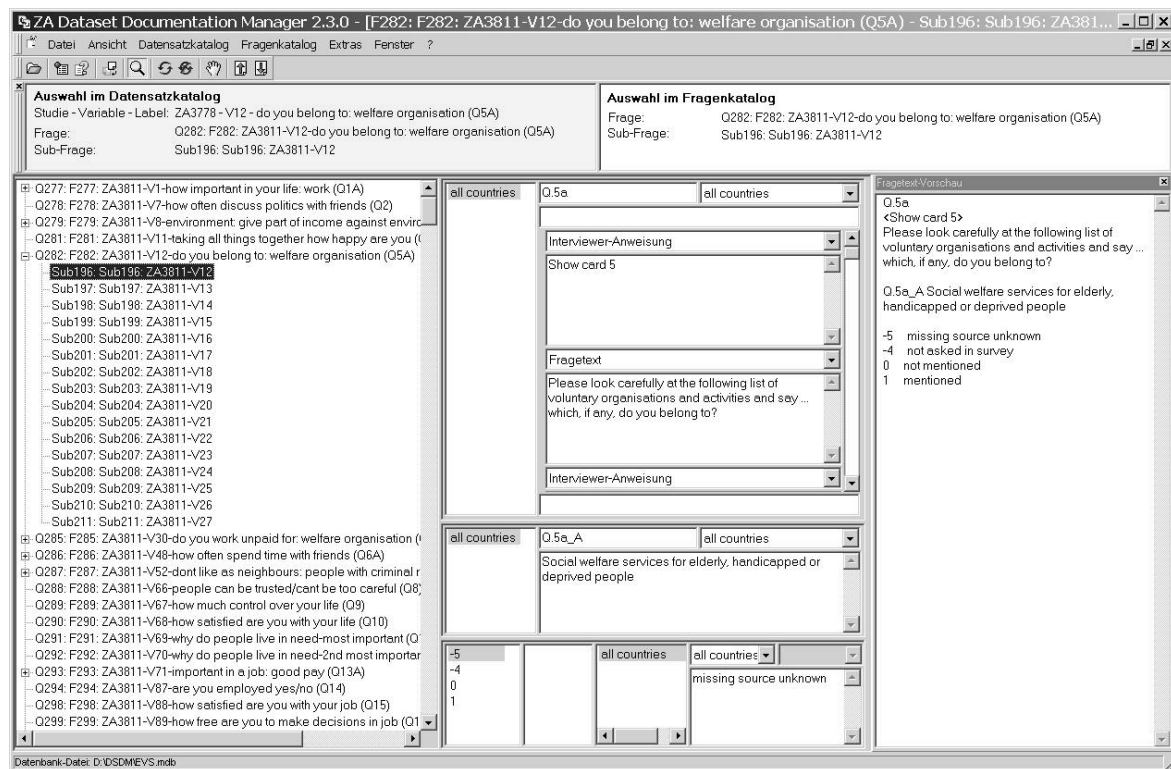 ZA Dataset Documentation Manager 2.3.0 - [F282: F282: ZA3811-V12-do you belong to: welfare organisation (Q5A) - Sub196: Sub196: ZA381...
Datei Ansicht Datensatzkatalog Fragenkatalog Extras Fenster ?
Auswahl im Datensatzkatalog
Studie - Variable - Label: ZA3778 - V12 - do you belong to: welfare organisation (Q5A)
Frage: Q282: F282: ZA3811-V12-do you belong to: welfare organisation (Q5A)
Sub-Frage: Sub196: Sub196: ZA3811-V12
Auswahl im Fragenkatalog
Frage: Q282: F282: ZA3811-V12-do you belong to: welfare organisation (Q5A)
Sub-Frage: Sub196: Sub196: ZA3811-V12
Q277: F277: ZA3811-V1-how important in your life: work (Q1A)
Q278: F278: ZA3811-V7-how often discuss politics with friends (Q2)
Q279: F279: ZA3811-V8-environment: give part of income against enviro
Q281: F281: ZA3811-V11-taking all things together how happy are you (
Q282: F282: ZA3811-V12-do you belong to: welfare organisation (Q5A)
Sub196: Sub196: ZA3811-V12
Sub197: Sub197: ZA3811-V13
Sub198: Sub198: ZA3811-V14
Sub199: Sub199: ZA3811-V15
Sub200: Sub200: ZA3811-V16
Sub201: Sub201: ZA3811-V17
Sub202: Sub202: ZA3811-V18
Sub203: Sub203: ZA3811-V19
Sub204: Sub204: ZA3811-V20
Sub205: Sub205: ZA3811-V21
Sub206: Sub206: ZA3811-V22
Sub207: Sub207: ZA3811-V23
Sub208: Sub208: ZA3811-V24
Sub209: Sub209: ZA3811-V25
Sub210: Sub210: ZA3811-V26
Sub211: Sub211: ZA3811-V27
Q285: F285: ZA3811-V30-do you work unpaid for: welfare organisation (
Q286: F286: ZA3811-V48-how often spend time with friends (Q6A)
Q287: F287: ZA3811-V52-dont like as neighbours: people with criminal r
Q288: F288: ZA3811-V66-people can be trusted/cant be too careful (Q8)
Q289: F289: ZA3811-V67-how much control over your life (Q9)
Q290: F290: ZA3811-V68-how satisfied are you with your life (Q10)
Q291: F291: ZA3811-V69-why do people live in need-most important (Q
Q292: F292: ZA3811-V70-why do people live in need-2nd most importar
Q293: F293: ZA3811-V71-important in a job: good pay (Q13A)
Q294: F294: ZA3811-V87-are you employed yes/no (Q14)
Q298: F298: ZA3811-V88-how satisfied are you with your job (Q15)
Q299: F299: ZA3811-V89-how free are you to make decisions in job (Q1
all countries
Q.5a
all countries
Interviewer-Anweisung
Show card 5
Fragetext
Please look carefully at the following list of
voluntary organisations and activities and say ...
which, if any, do you belong to?
Interviewer-Anweisung
all countries
Q.5a_A
all countries
Social welfare services for elderly, handicapped or
deprived people
-5
-4
0
1
all countries
all countries
missing source unknown
Fragetext-Vorschau
Q.5a
<Show card 5>
Please look carefully at the following list of
voluntary organisations and activities and say ...
which, if any, do you belong to?
Q.5a_A Social welfare services for elderly,
handicapped or deprived people
-5 missing source unknown
-4 not asked in survey
0 not mentioned
1 mentioned
Datenbank-Datei: D:\DSDM\EVS.mdb